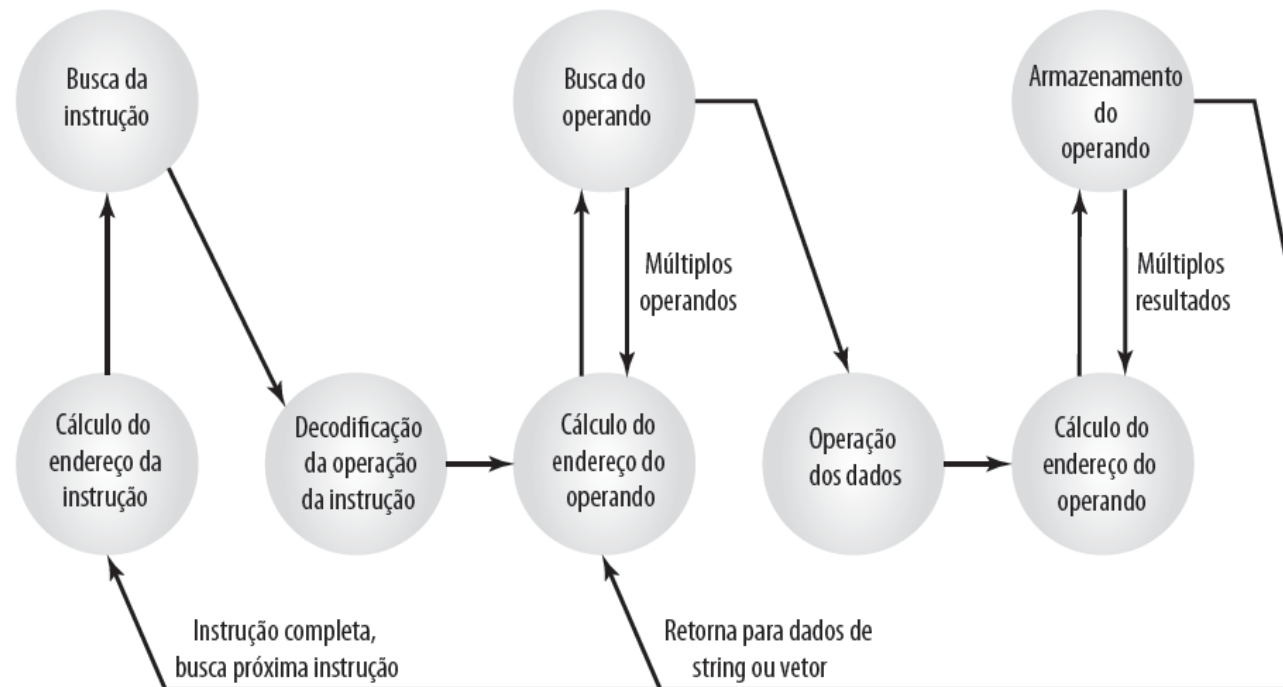 Busca da
instrução
Busca do
operando
Armazenamento
do
operando
Múltiplos
operandos
Múltiplos
resultados
Cálculo do
endereço da
instrução
Decodificação
da operação
da instrução
Cálculo do
endereço do
operando
Operação
dos dados
Cálculo do
endereço do
operando
Instrução completa,
busca próxima instrução
Retorna para dados de
string ou vetor